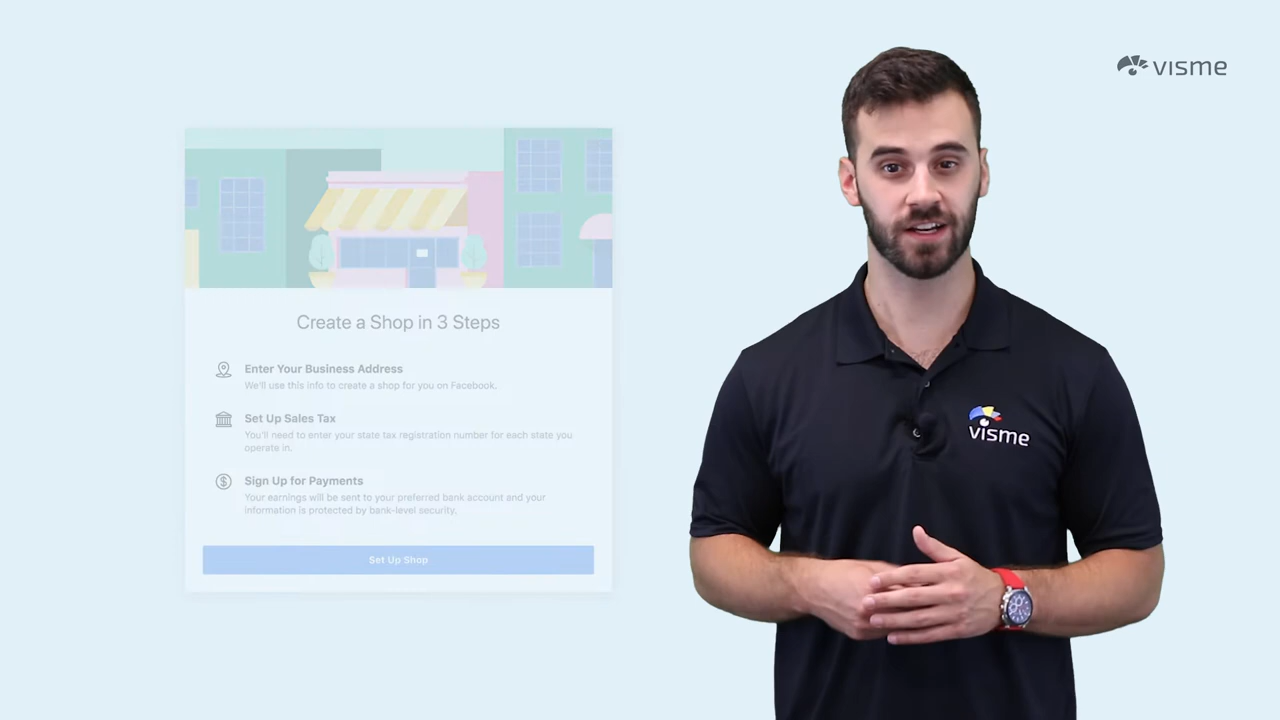 visme
Create a Shop in 3 Steps
Enter Your Business Address
We'll use this info to create a shop for you on Facebook.
Set Up Sales Tax
You'll need to enter your state tax registration number for each state you
operate in.
Sign Up for Payments
Your earnings will be sent to your preferred bank account and your
information is protected by bank-level security.
Set Up Shop
visme